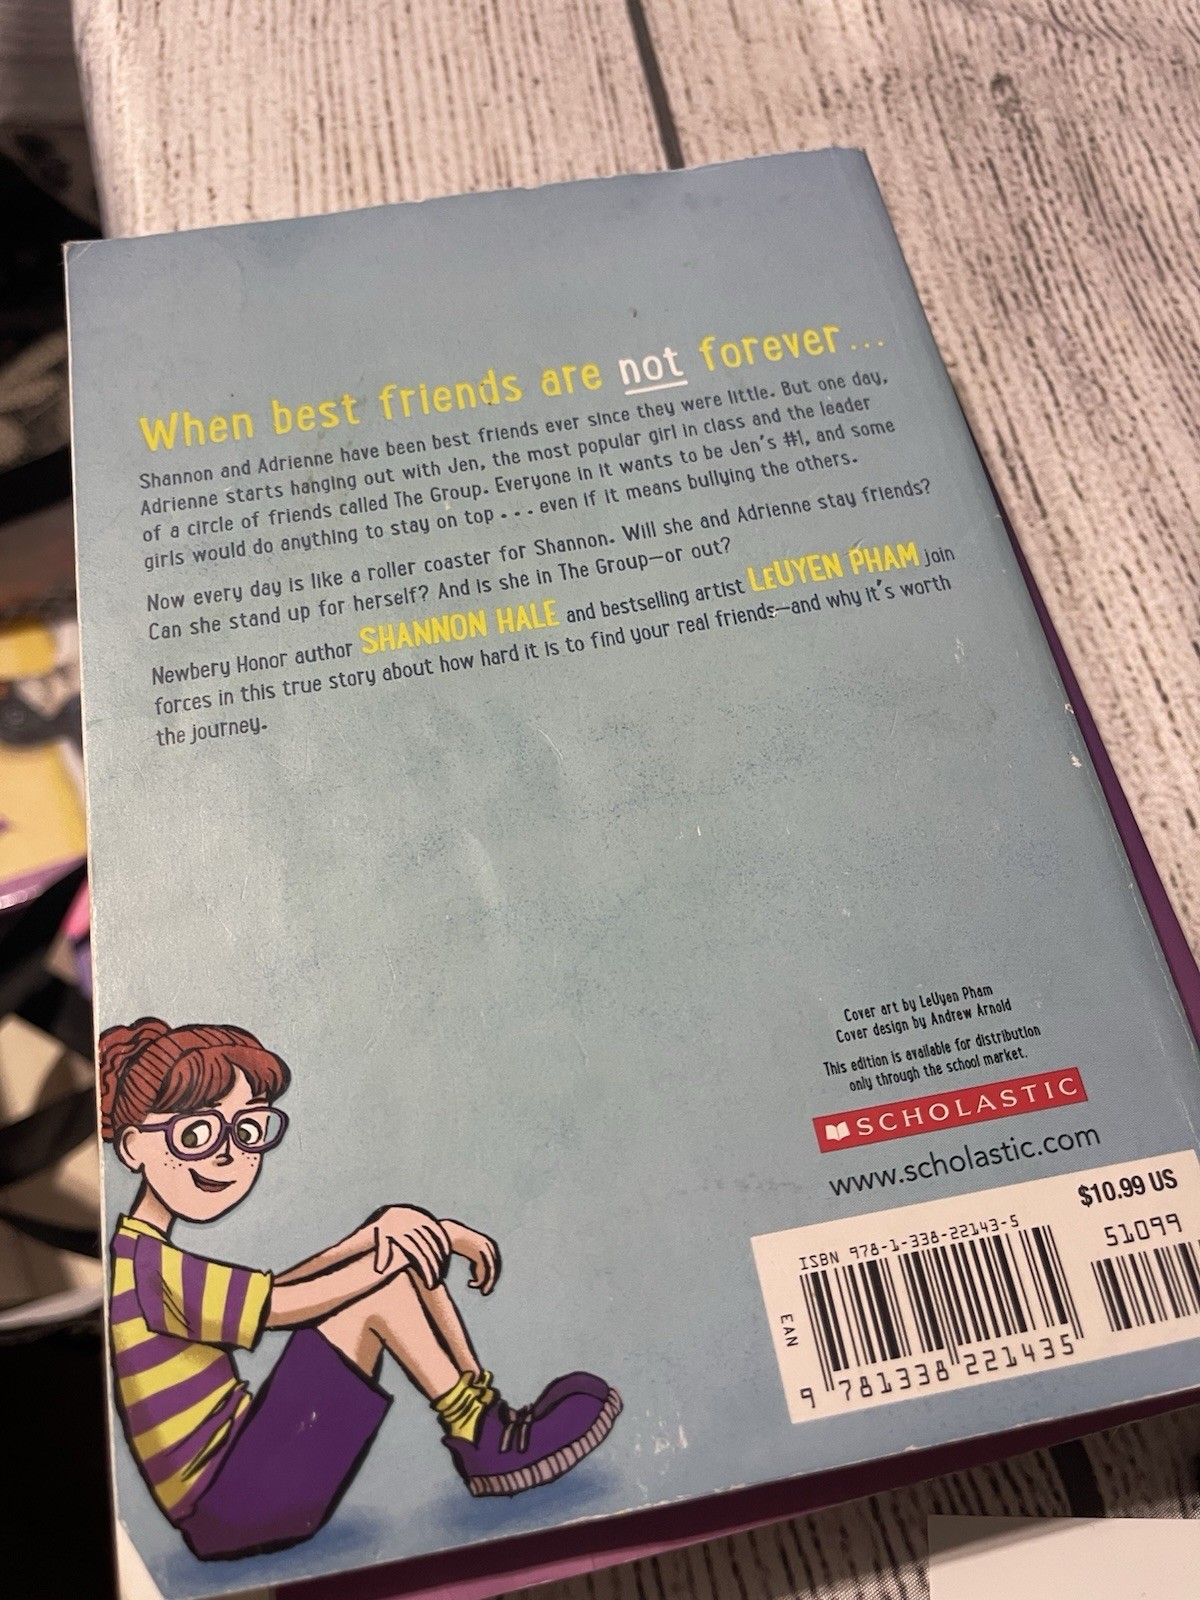 When best friends are not forever...
Shannon and Adrienne have been best friends ever since they were little. But one day,
Adrienne starts hanging out with Jen, the most popular girl in class and the leader
of a circle of friends called The Group. Everyone in it wants to be Jen's #1, and some
girls would do anything to stay on top . . . even if it means bullying the others.
Now every day is like a roller coaster for Shannon. Will she and Adrienne stay friends?
Can she stand up for herself? And is she in The Group—or out?
Newbery Honor author SHANNON HALE and bestselling artist LEUYEN PHAM join
forces in this true story about how hard it is to find your real friends—and why it's worth
the journey.
Cover art by LeUyen Pham
Cover design by Andrew Arnold
This edition is available for distribution
only through the school market.
SCHOLASTIC
www.scholastic.com
$10.99 US
ISBN 978-1-338-22143-5
51099
EAN
9 781338 221435